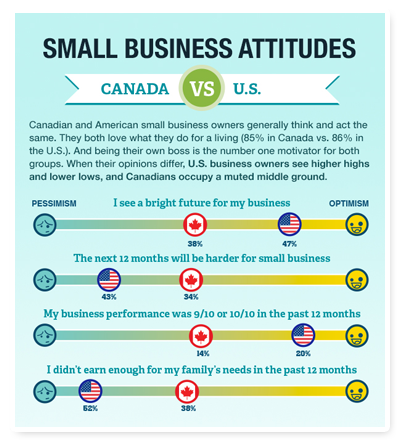 SMALL BUSINESS ATTITUDES
CANADA VS U.S.
Canadian and American small business owners generally think and act the
same. They both love what they do for a living (85% in Canada vs. 86% in
the U.S.). And being their own boss is the number one motivator for both
groups. When their opinions differ, U.S. business owners see higher highs
and lower lows, and Canadians occupy a muted middle ground.
PESSIMISM I see a bright future for my business OPTIMISM
38% 47%
The next 12 months will be harder for small business
43% 34%
My business performance was 9/10 or 10/10 in the past 12 months
14% 20%
I didn't earn enough for my family's needs in the past 12 months
52% 38%